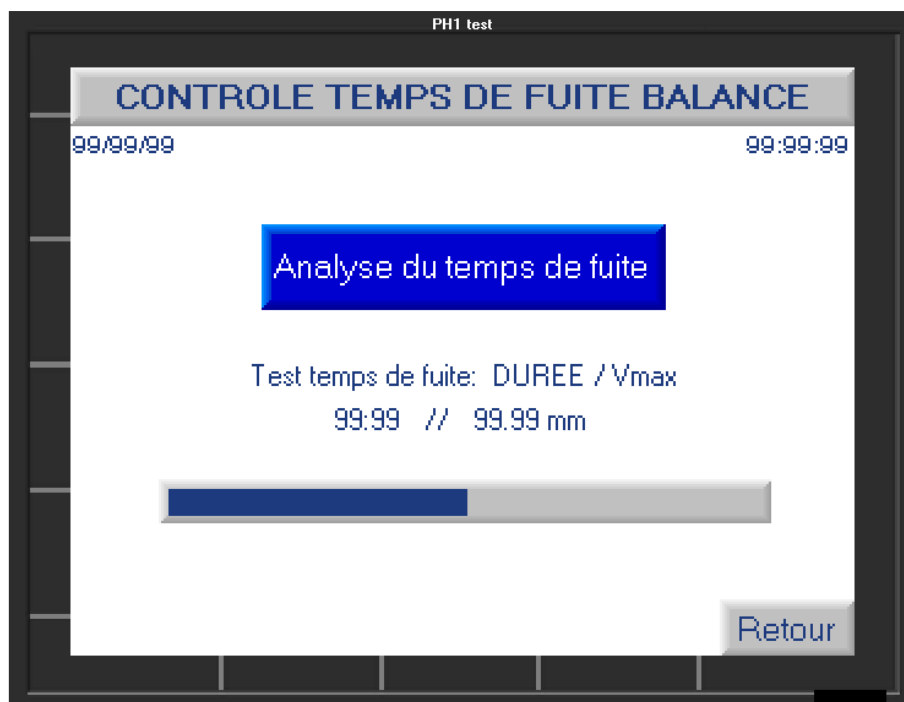 PH1 test
CONTROLE TEMPS DE FUITE BALANCE
99/99/99 99:99:99
Analyse du temps de fuite
Test temps de fuite: DUREE / Vmax
99:99 // 99.99 mm
Retour